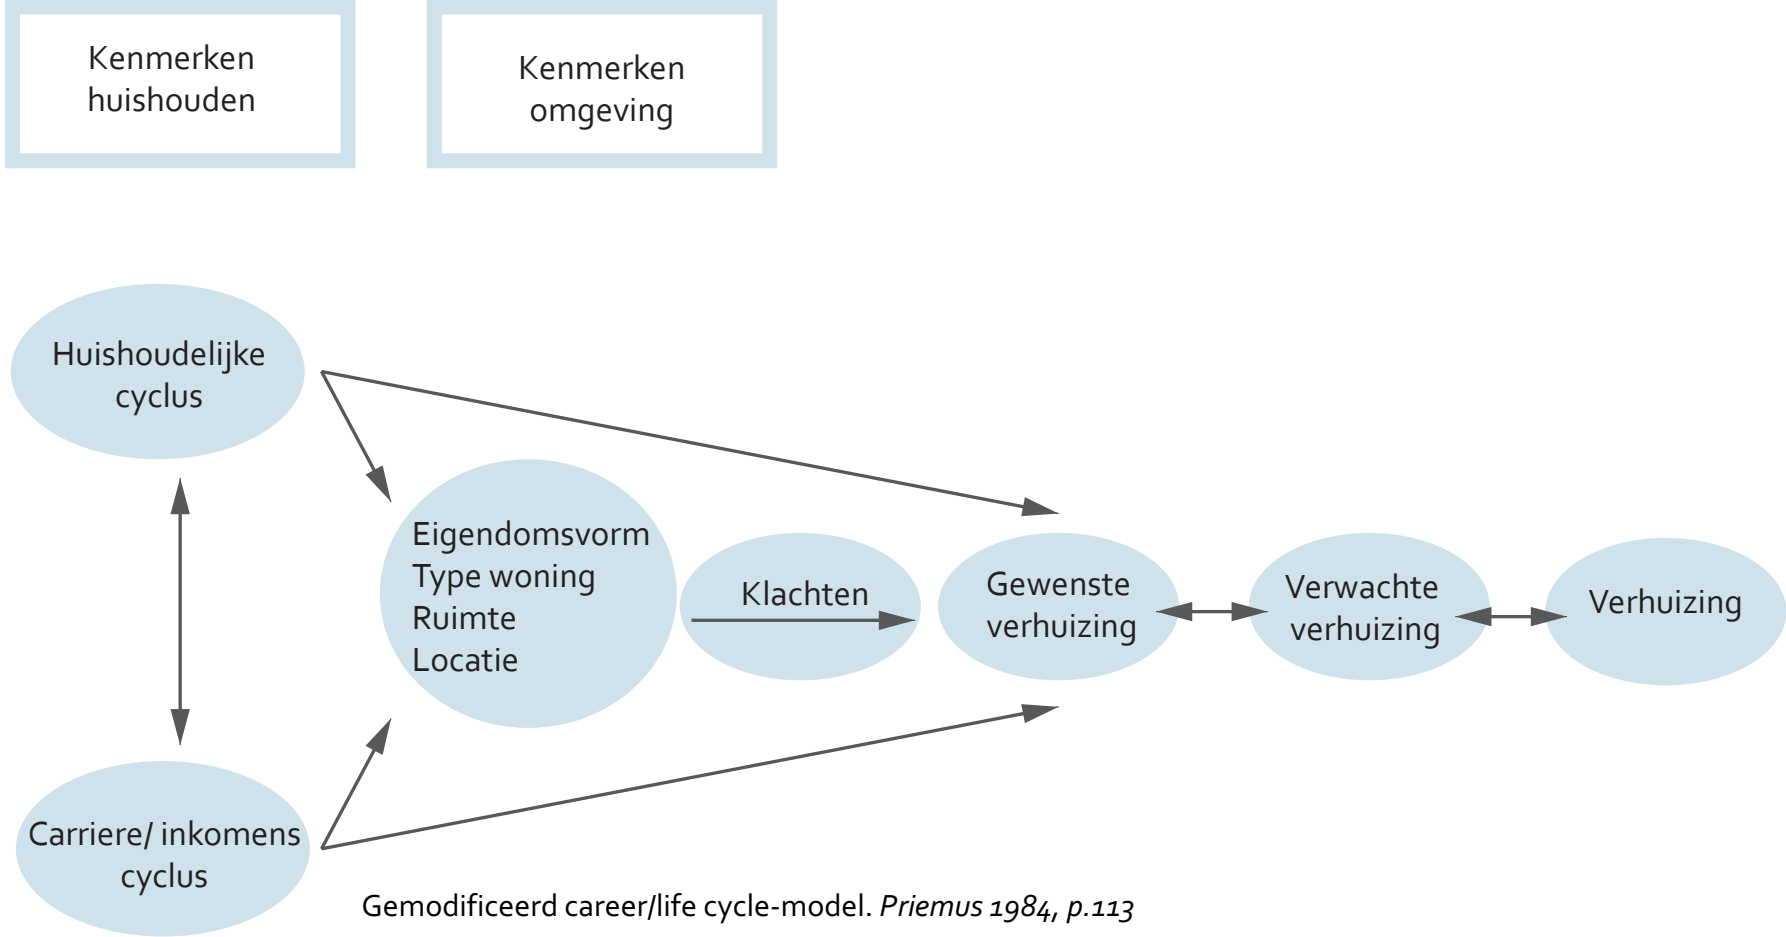 Kenmerken
huishouden
Kenmerken
omgeving
Huishoudelijke
cyclus
Eigendomsvorm
Type woning
Ruimte
Locatie
Klachten
Gewenste
verhuizing
Verwachte
verhuizing
Verhuizing
Carriere/ inkomens
cyclus
Gemodificeerd career/life cycle-model. Priemus 1984, p.113